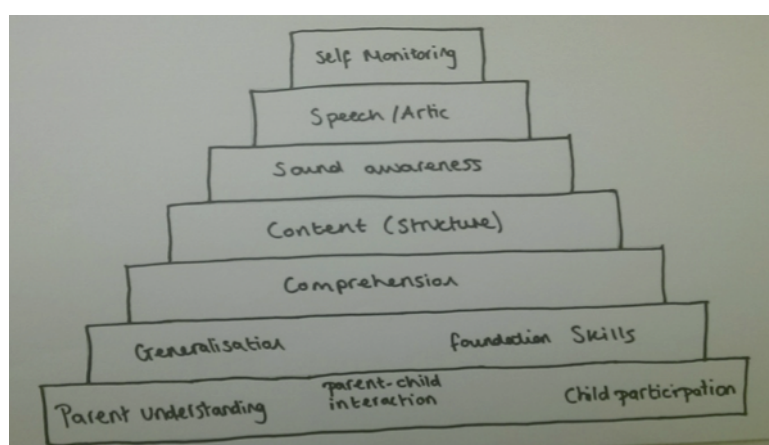 Self Monitoring
Speech/Artic
Sound awareness
Content (Structure)
Comprehension
Generalisation foundation Skills
Parent Understanding parent-child interaction Child participation